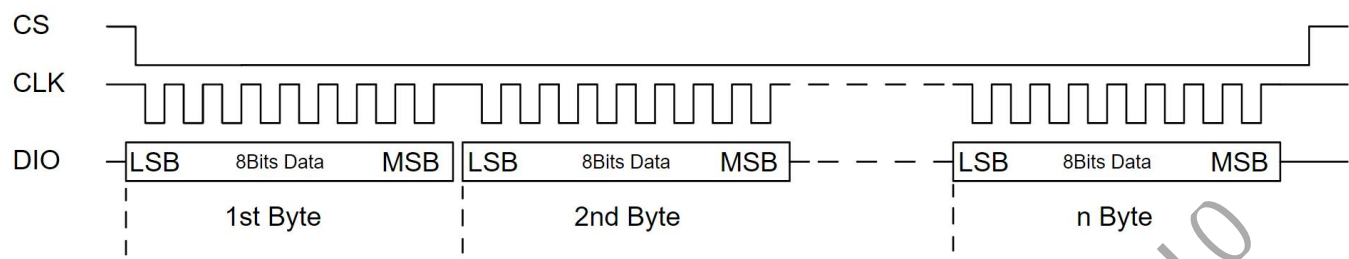 CS
CLK
DIO
LSB 8Bits Data MSB LSB 8Bits Data MSB LSB 8Bits Data MSB
1st Byte 2nd Byte n Byte